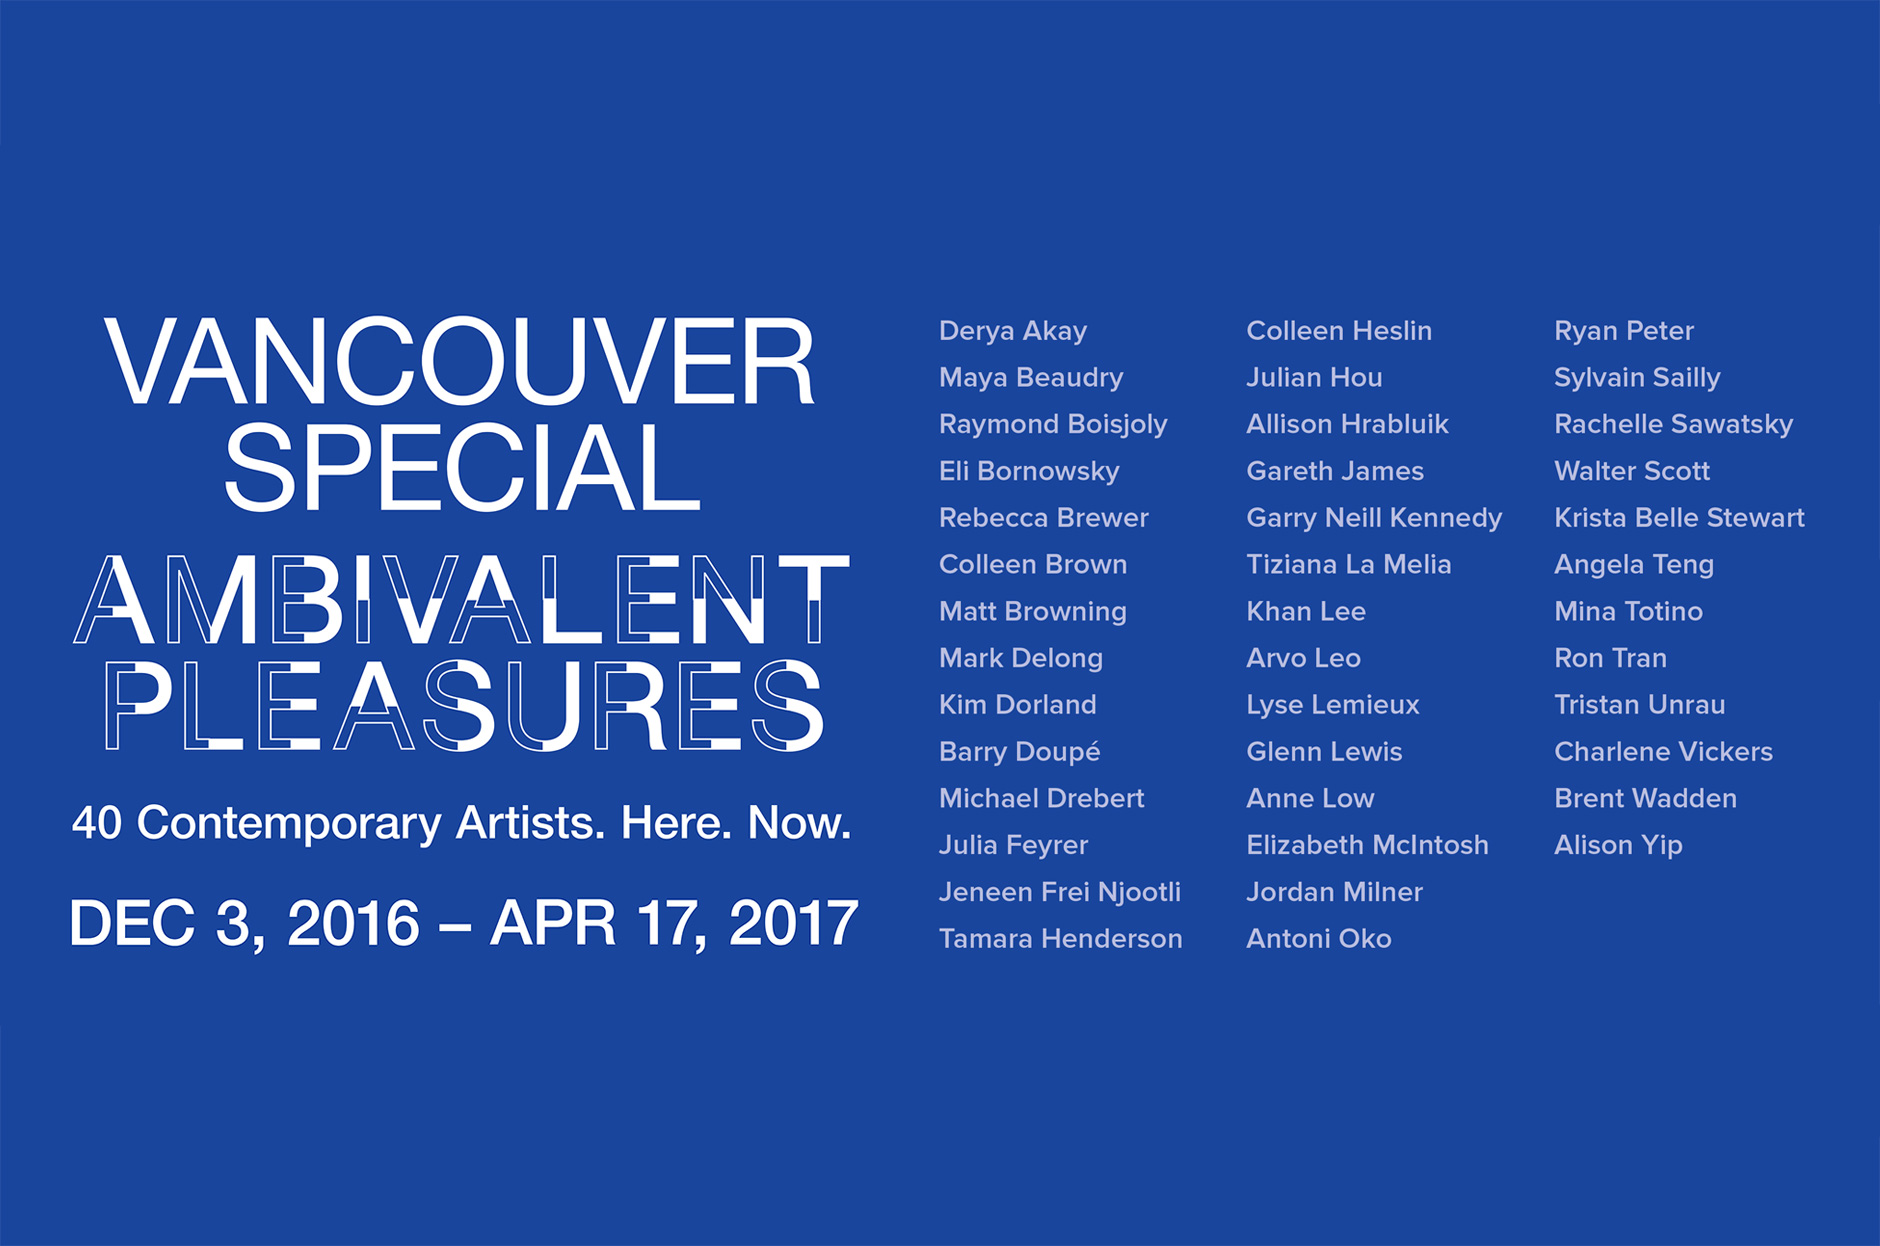 VANCOUVER
SPECIAL
AMBIVALENT
PLEASURES
40 Contemporary Artists. Here. Now.
DEC 3, 2016 – APR 17, 2017
Derya Akay
Maya Beaudry
Raymond Boisjoly
Eli Bornowsky
Rebecca Brewer
Colleen Brown
Matt Browning
Mark Delong
Kim Dorland
Barry Doupé
Michael Drebert
Julia Feyrer
Jeneen Frei Njootli
Tamara Henderson
Colleen Heslin
Julian Hou
Allison Hrabluik
Gareth James
Garry Neill Kennedy
Tiziana La Melia
Khan Lee
Arvo Leo
Lyse Lemieux
Glenn Lewis
Anne Low
Elizabeth McIntosh
Jordan Milner
Antoni Oko
Ryan Peter
Sylvain Sailly
Rachelle Sawatsky
Walter Scott
Krista Belle Stewart
Angela Teng
Mina Totino
Ron Tran
Tristan Unrau
Charlene Vickers
Brent Wadden
Alison Yip